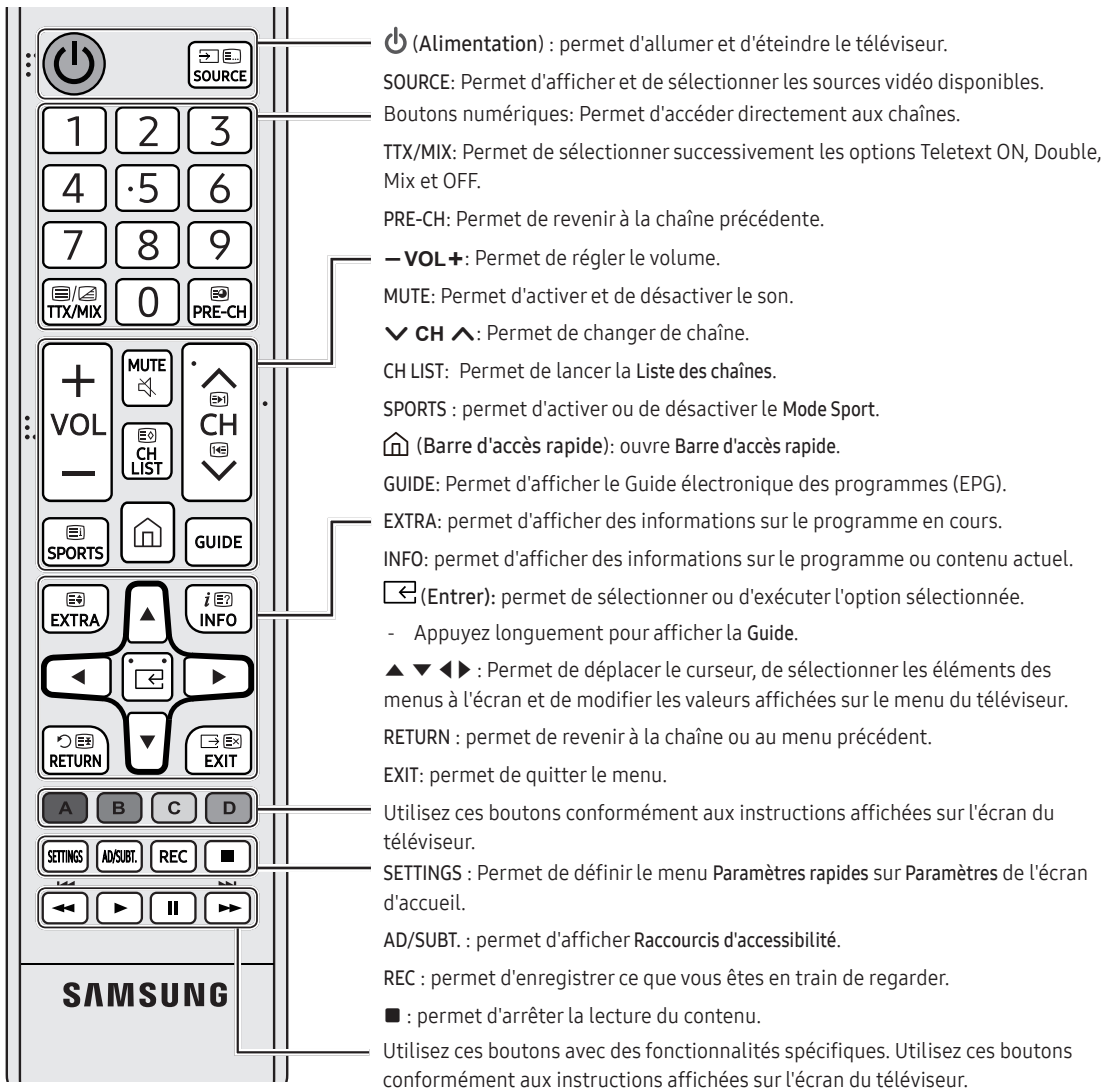 SOURCE
1 2 3
4 ·5 6
7 8 9
TTX/MIX 0 PRE-CH
+ VOL —
MUTE
CH
CH LIST
SPORTS
GUIDE
EXTRA
i INFO
RETURN
EXIT
A B C D
SETTINGS AD/SUBT. REC
SAMSUNG
(Alimentation) : permet d'allumer et d'éteindre le téléviseur.
SOURCE: Permet d'afficher et de sélectionner les sources vidéo disponibles.
Boutons numériques: Permet d'accéder directement aux chaînes.
TTX/MIX: Permet de sélectionner successivement les options Teletext ON, Double,
Mix et OFF.
PRE-CH: Permet de revenir à la chaîne précédente.
— VOL +: Permet de régler le volume.
MUTE: Permet d'activer et de désactiver le son.
CH : Permet de changer de chaîne.
CH LIST: Permet de lancer la Liste des chaînes.
SPORTS : permet d'activer ou de désactiver le Mode Sport.
(Barre d'accès rapide): ouvre Barre d'accès rapide.
GUIDE: Permet d'afficher le Guide électronique des programmes (EPG).
EXTRA: permet d'afficher des informations sur le programme en cours.
INFO: permet d'afficher des informations sur le programme ou contenu actuel.
(Entrer): permet de sélectionner ou d'exécuter l'option sélectionnée.
- Appuyez longuement pour afficher la Guide.
▲ ▼ ◀ ▶ : Permet de déplacer le curseur, de sélectionner les éléments des
menus à l'écran et de modifier les valeurs affichées sur le menu du téléviseur.
RETURN : permet de revenir à la chaîne ou au menu précédent.
EXIT: permet de quitter le menu.
Utilisez ces boutons conformément aux instructions affichées sur l'écran du
téléviseur.
SETTINGS : Permet de définir le menu Paramètres rapides sur Paramètres de l'écran
d'accueil.
AD/SUBT. : permet d'afficher Raccourcis d'accessibilité.
REC : permet d'enregistrer ce que vous êtes en train de regarder.
■ : permet d'arrêter la lecture du contenu.
Utilisez ces boutons avec des fonctionnalités spécifiques. Utilisez ces boutons
conformément aux instructions affichées sur l'écran du téléviseur.